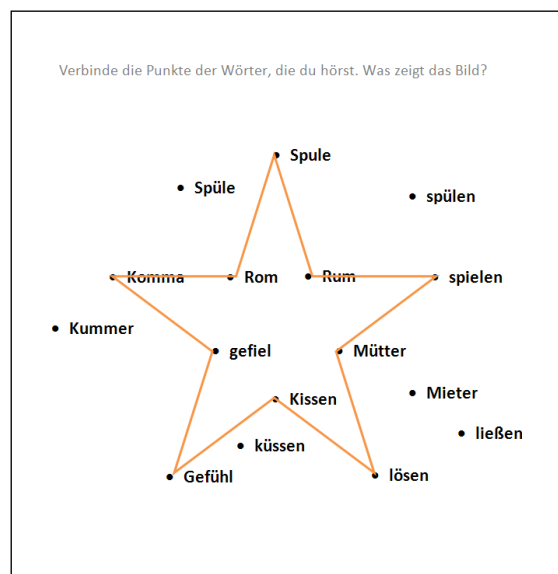 Verbinde die Punkte der Wörter, die du hörst. Was zeigt das Bild?
Spule
Spüle
spülen
Komma
Rom
Rum
spielen
Kummer
gefiel
Mütter
Kissen
Mieter
ließen
küssen
Gefühl
lösen